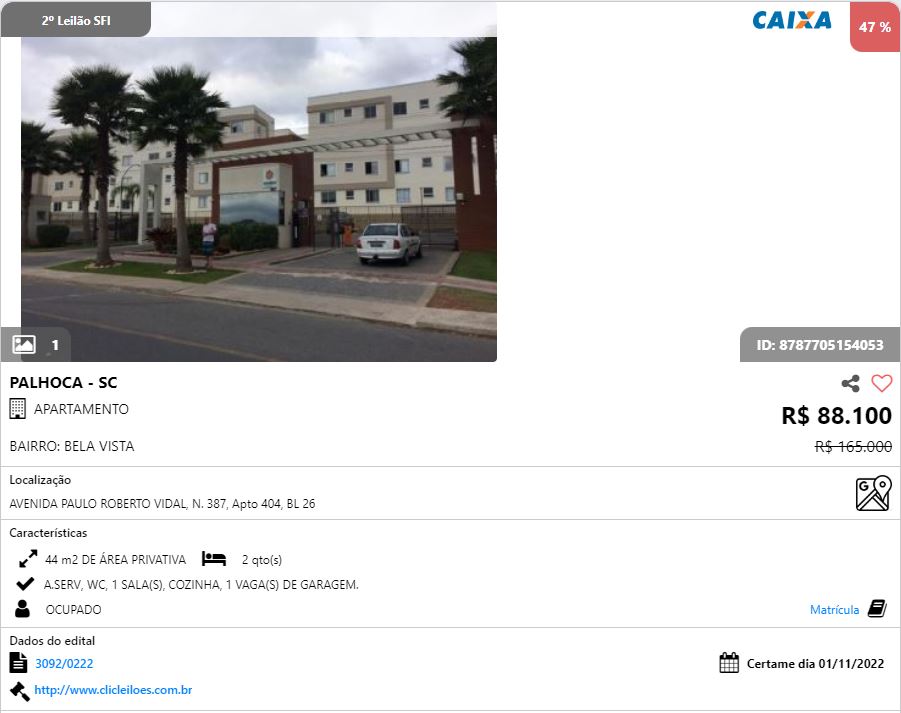 2º Leilão SFI
CAIXA
47 %
1
ID: 8787705154053
PALHOCA - SC
APARTAMENTO
R$ 88.100
BAIRRO: BELA VISTA
R$ 165.000
Localização
AVENIDA PAULO ROBERTO VIDAL, N. 387, Apto 404, BL 26
Características
44 m2 DE ÁREA PRIVATIVA 2 qto(s)
A.SERV, WC, 1 SALA(S), COZINHA, 1 VAGA(S) DE GARAGEM.
OCUPADO
Matrícula
Dados do edital
3092/0222
Certame dia 01/11/2022
http://www.clicleiloes.com.br